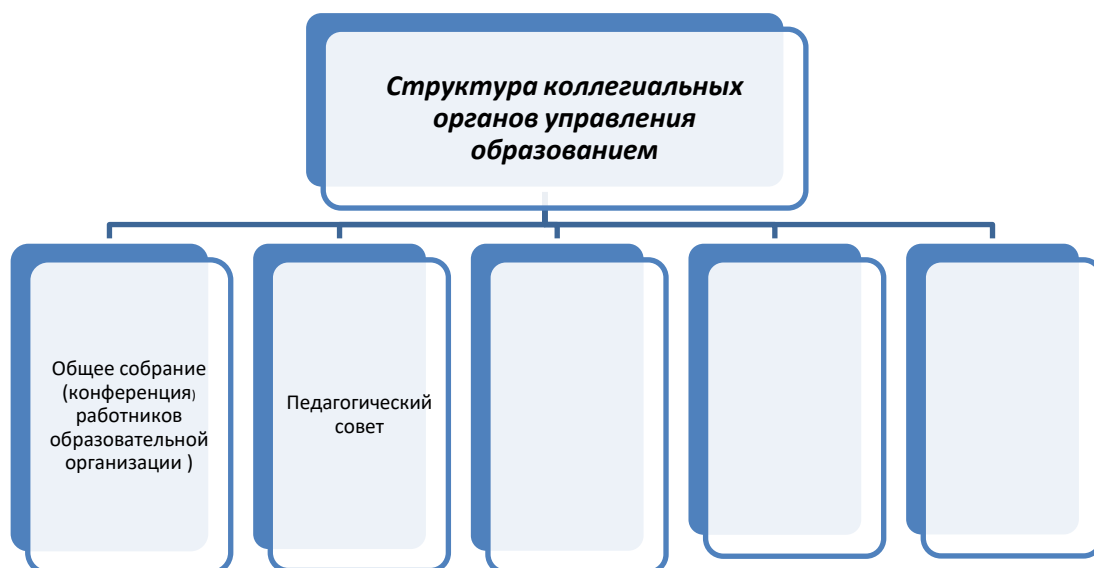 Структура коллегиальных
органов управления
образованием
Общее собрание
(конференция)
работников
образовательной
организации )
Педагогический
совет